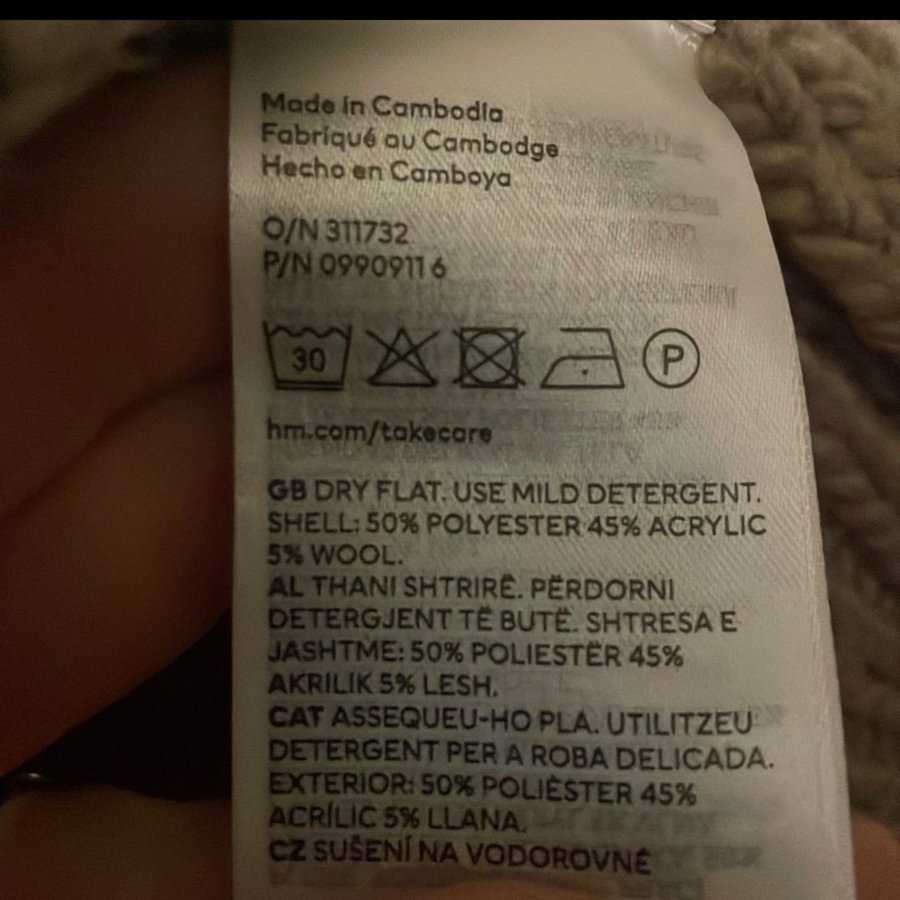 Made in Cambodia
Fabriqué au Cambodge
Hecho en Camboya
O/N 311732
P/N 0990911 6
30 P
hm.com/takecare
GB DRY FLAT. USE MILD DETERGENT.
SHELL: 50% POLYESTER 45% ACRYLIC
5% WOOL.
AL THANI SHTRIRË. PËRDORNI
DETERGJENT TË BUTË. SHTRESA E
JASHTME: 50% POLIESTËR 45%
AKRILIK 5% LESH.
CAT ASSEQUEU-HO PLA. UTILITZEU
DETERGENT PER A ROBA DELICADA.
EXTERIOR: 50% POLIÈSTER 45%
ACRÍLIC 5% LLANA.
CZ SUŠENÍ NA VODOROVNÉ